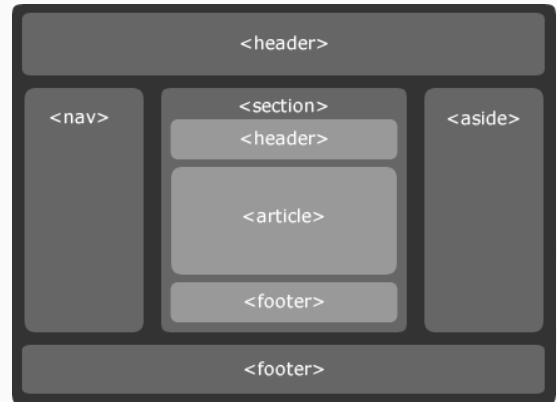 <header>
<nav>
<section>
<header>
<article>
<footer>
<aside>
<footer>